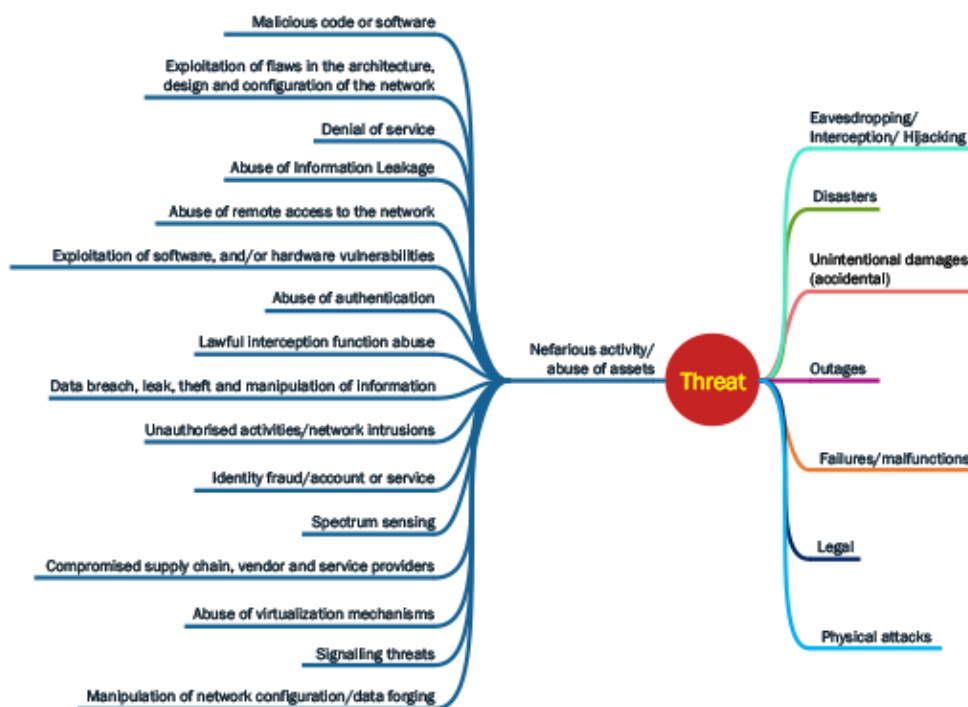 Malicious code or software
Exploitation of flaws in the architecture,
design and configuration of the network
Denial of service
Abuse of Information Leakage
Abuse of remote access to the network
Exploitation of software, and/or hardware vulnerabilities
Abuse of authentication
Lawful interception function abuse
Data breach, leak, theft and manipulation of information
Unauthorised activities/network intrusions
Identity fraud/account or service
Spectrum sensing
Compromised supply chain, vendor and service providers
Abuse of virtualization mechanisms
Signalling threats
Manipulation of network configuration/data forging
Nefarious activity/
abuse of assets
Threat
Eavesdropping/
Interception/ Hijacking
Disasters
Unintentional damages
(accidental)
Outages
Failures/malfunctions
Legal
Physical attacks